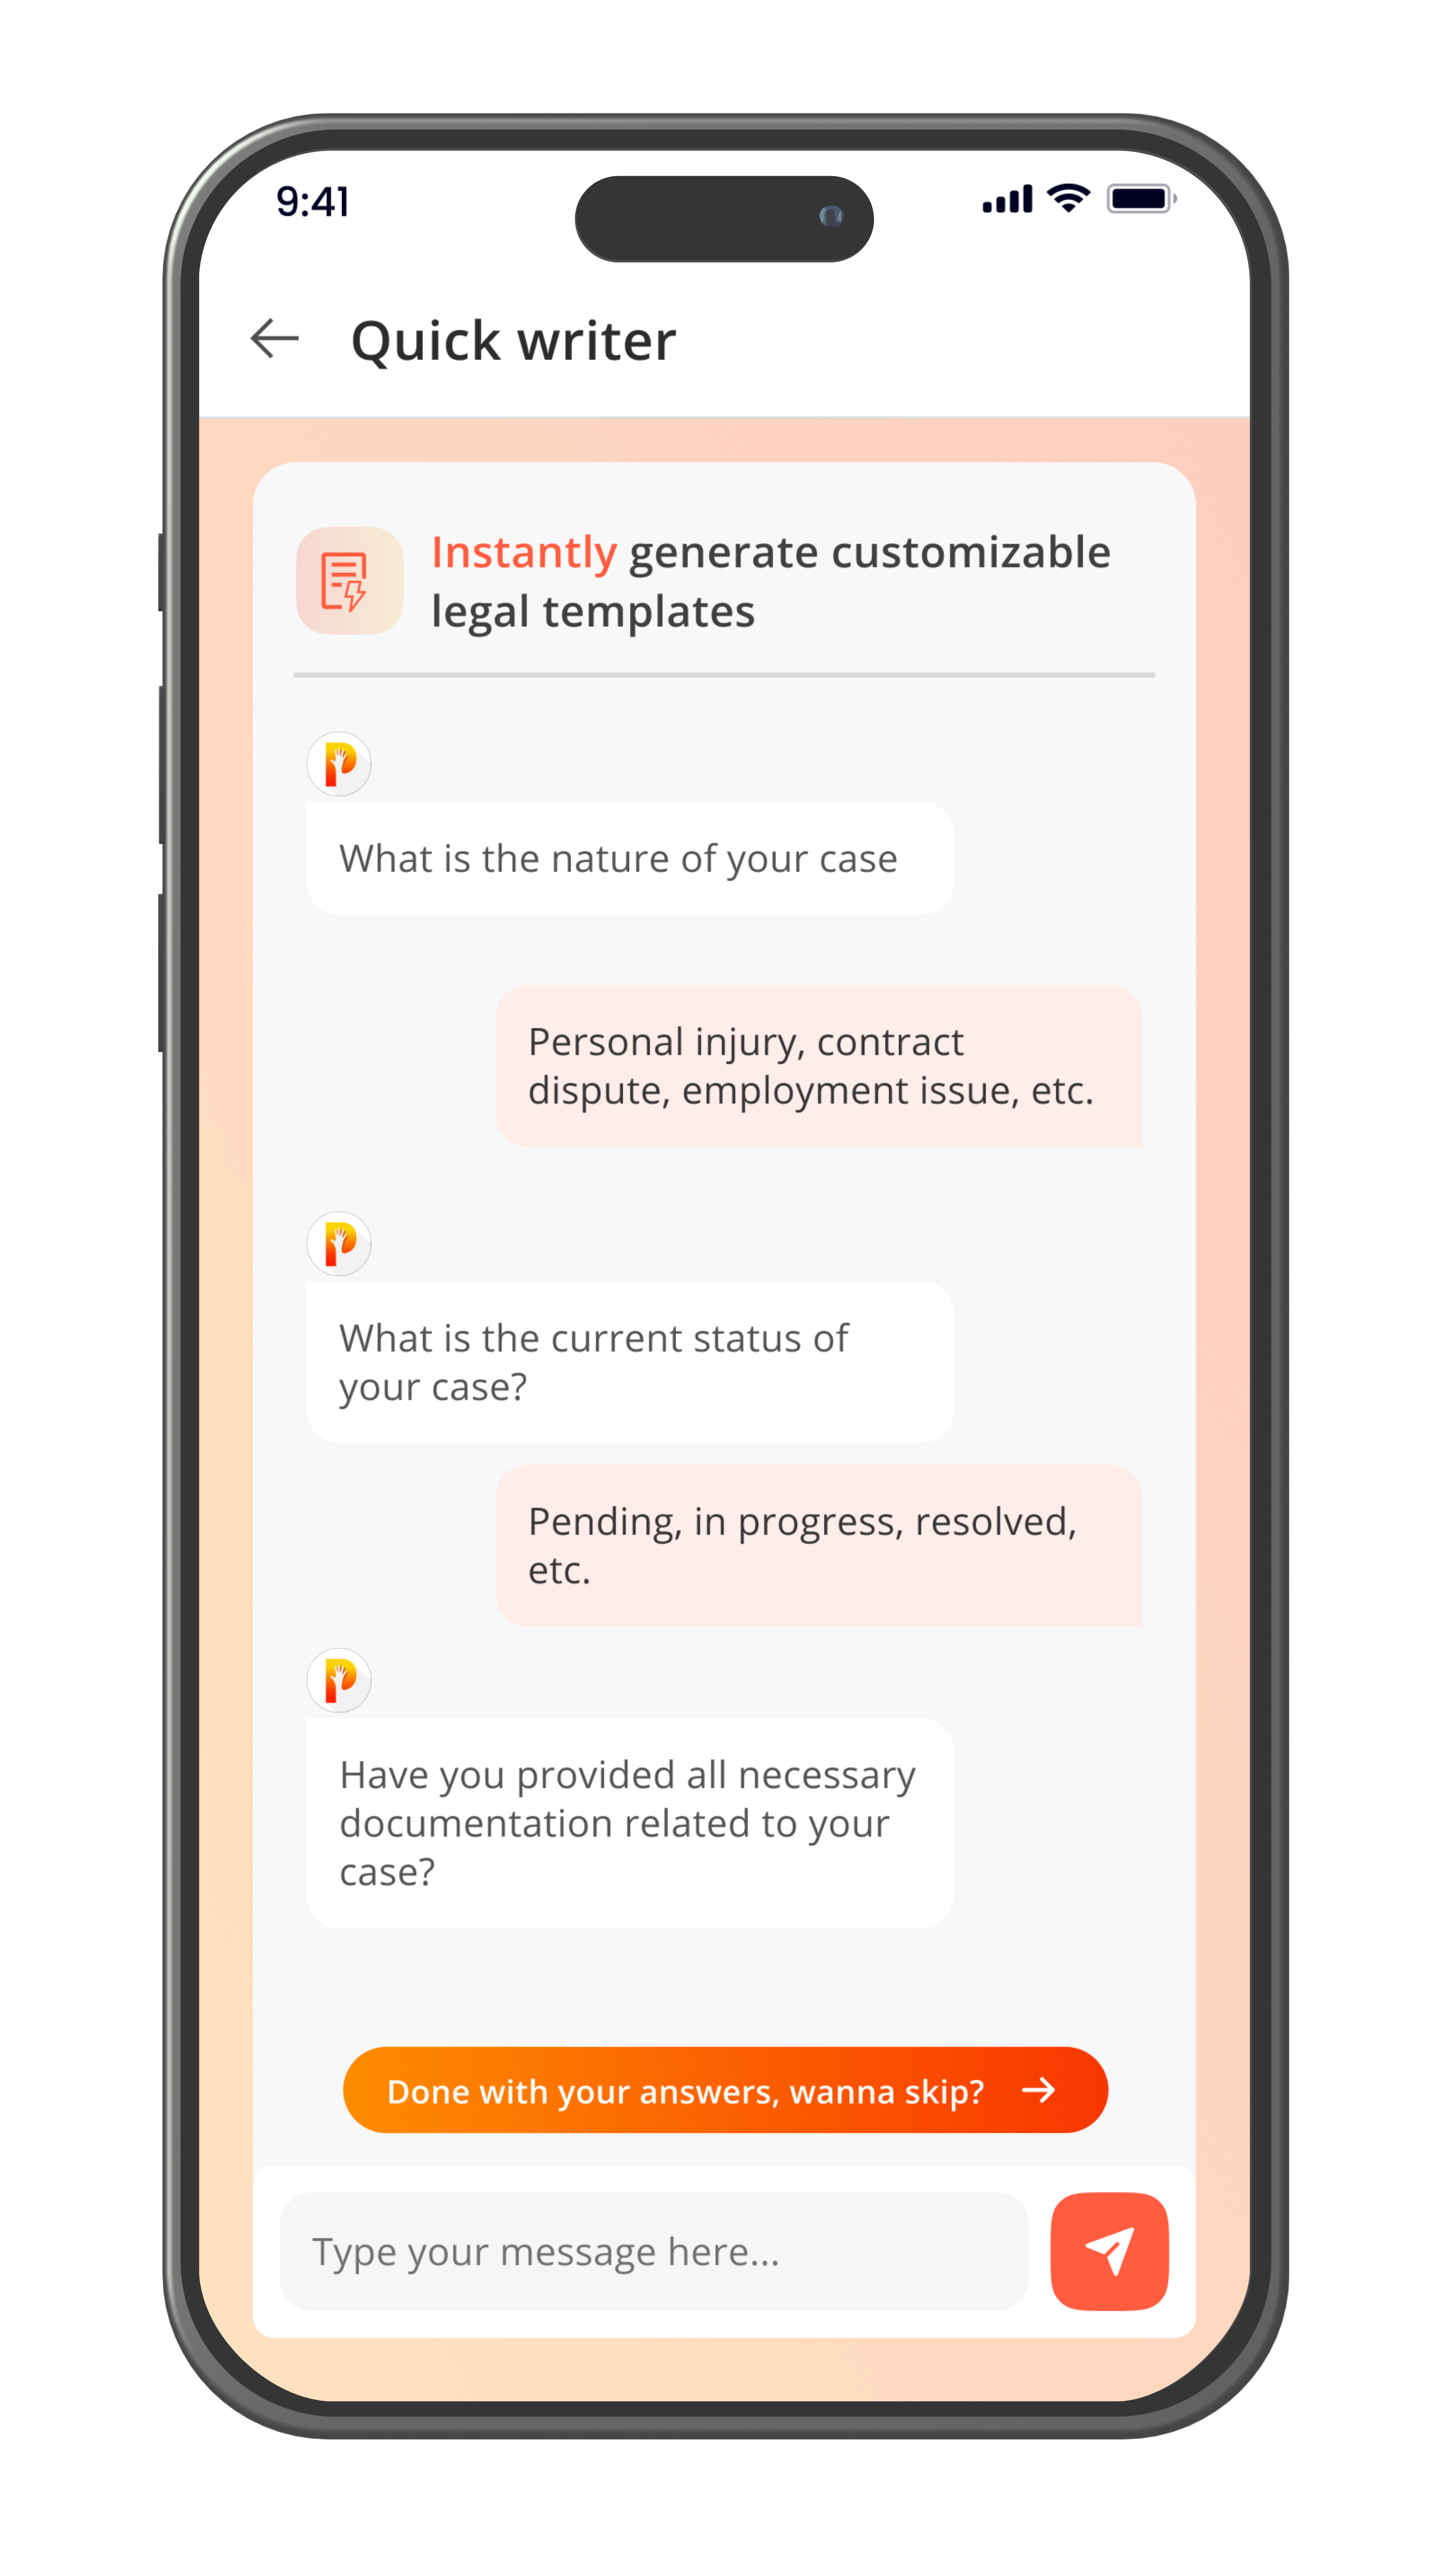 9:41
Quick writer
Instantly generate customizable
legal templates
P
What is the nature of your case
Personal injury, contract
dispute, employment issue, etc.
P
What is the current status of
your case?
Pending, in progress, resolved,
etc.
P
Have you provided all necessary
documentation related to your
case?
Done with your answers, wanna skip?
Type your message here...